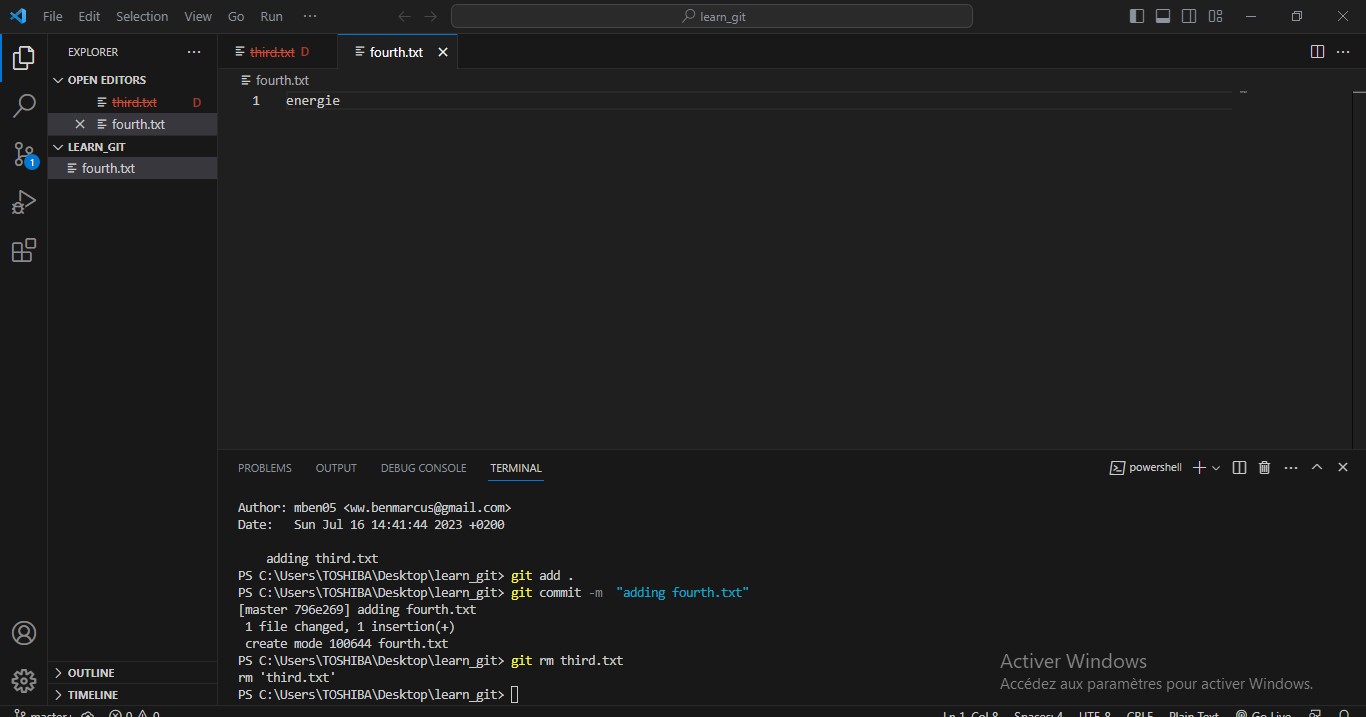 File Edit Selection View Go Run ···
learn_git
EXPLORER ···
OPEN EDITORS
third.txt D
fourth.txt
LEARN_GIT
fourth.txt
OUTLINE
TIMELINE
1
third.txt D
fourth.txt
···
fourth.txt
1 energie
PROBLEMS OUTPUT DEBUG CONSOLE TERMINAL
powershell ···
Author: mben05 <ww.benmarcus@gmail.com>
Date:   Sun Jul 16 14:41:44 2023 +0200
adding third.txt
PS C:\Users\TOSHIBA\Desktop\learn_git> git add .
PS C:\Users\TOSHIBA\Desktop\learn_git> git commit -m  "adding fourth.txt"
[master 796e269] adding fourth.txt
1 file changed, 1 insertion(+)
create mode 100644 fourth.txt
PS C:\Users\TOSHIBA\Desktop\learn_git> git rm third.txt
rm 'third.txt'
PS C:\Users\TOSHIBA\Desktop\learn_git>
Activer Windows
Accédez aux paramètres pour activer Windows.
master+ 0 0 Ln 1, Col 8 Spaces: 4 UTF-8 CRLF Plain Text Go Live